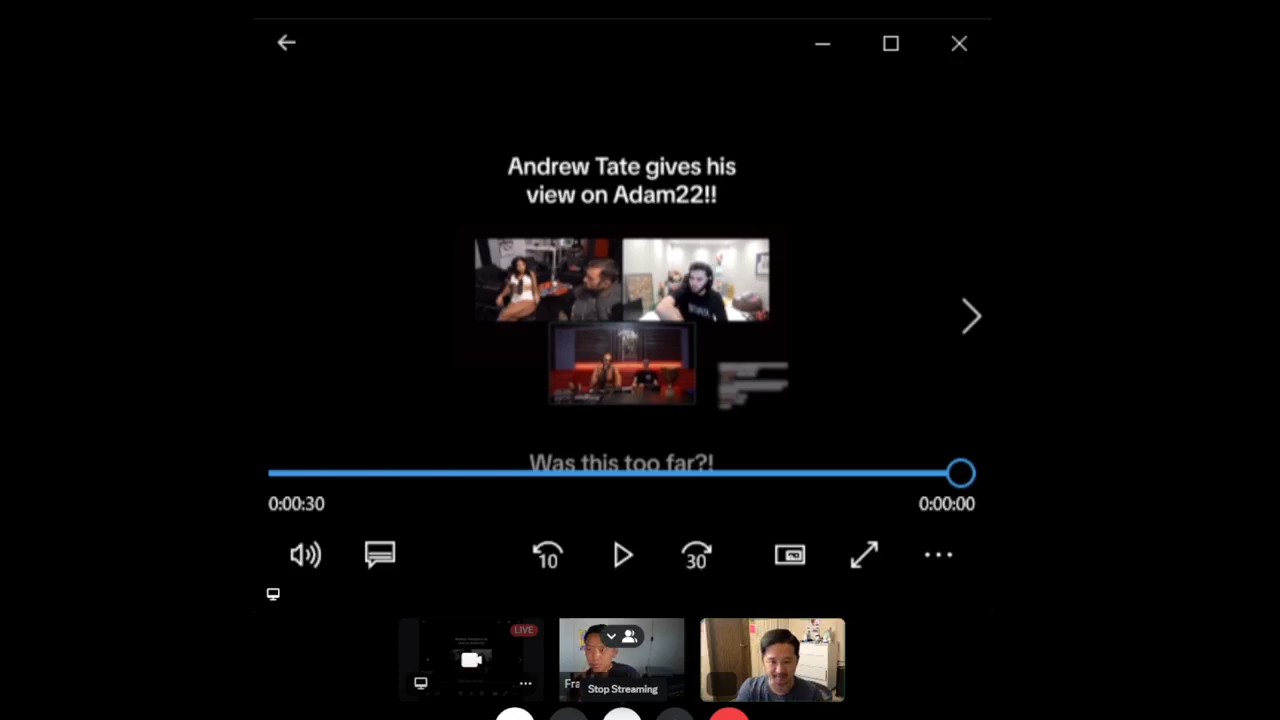 Andrew Tate gives his
view on Adam22!!
Was this too far?!
0:00:30
0:00:00
10
30
LIVE
Fra
Stop Streaming